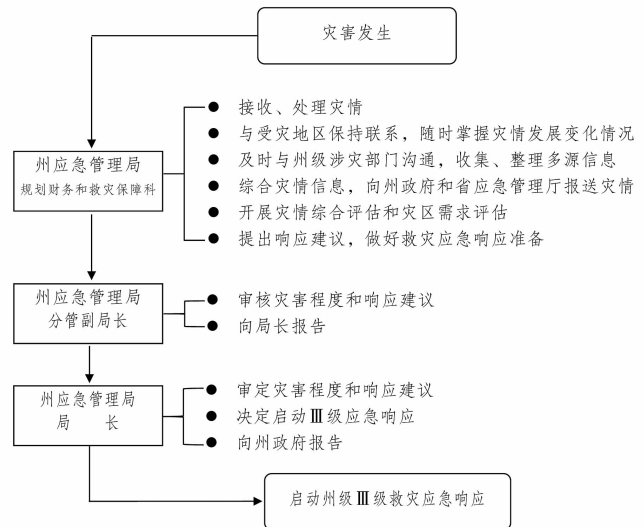 灾害发生
接收、处理灾情
与受灾地区保持联系，随时掌握灾情发展变化情况
州应急管理局
及时与州级涉灾部门沟通，收集、整理多源信息
规划财务和救灾保障科
综合灾情信息，向州政府和省应急管理厅报送灾情
开展灾情综合评估和灾区需求评估
提出响应建议，做好救灾应急响应准备
州应急管理局
分管副局长
审核灾害程度和响应建议
向局长报告
州应急管理局
局 长
审定灾害程度和响应建议
决定启动Ⅲ级应急响应
向州政府报告
启动州级Ⅲ级救灾应急响应